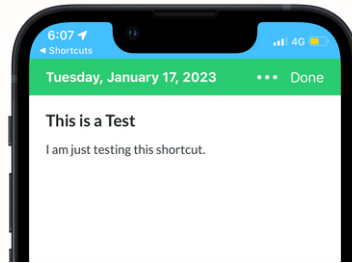 6:07
4G
◀ Shortcuts
Tuesday, January 17, 2023 ••• Done
This is a Test
I am just testing this shortcut.